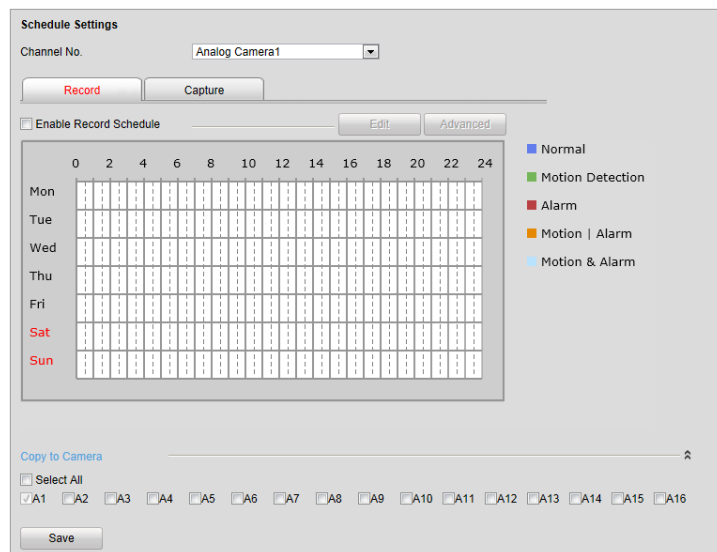 Schedule Settings
Channel No. Analog Camera1
Record Capture
Enable Record Schedule Edit Advanced
0 2 4 6 8 10 12 14 16 18 20 22 24
Mon
Tue
Wed
Thu
Fri
Sat
Sun
Normal
Motion Detection
Alarm
Motion | Alarm
Motion & Alarm
Copy to Camera
Select All
A1 A2 A3 A4 A5 A6 A7 A8 A9 A10 A11 A12 A13 A14 A15 A16
Save